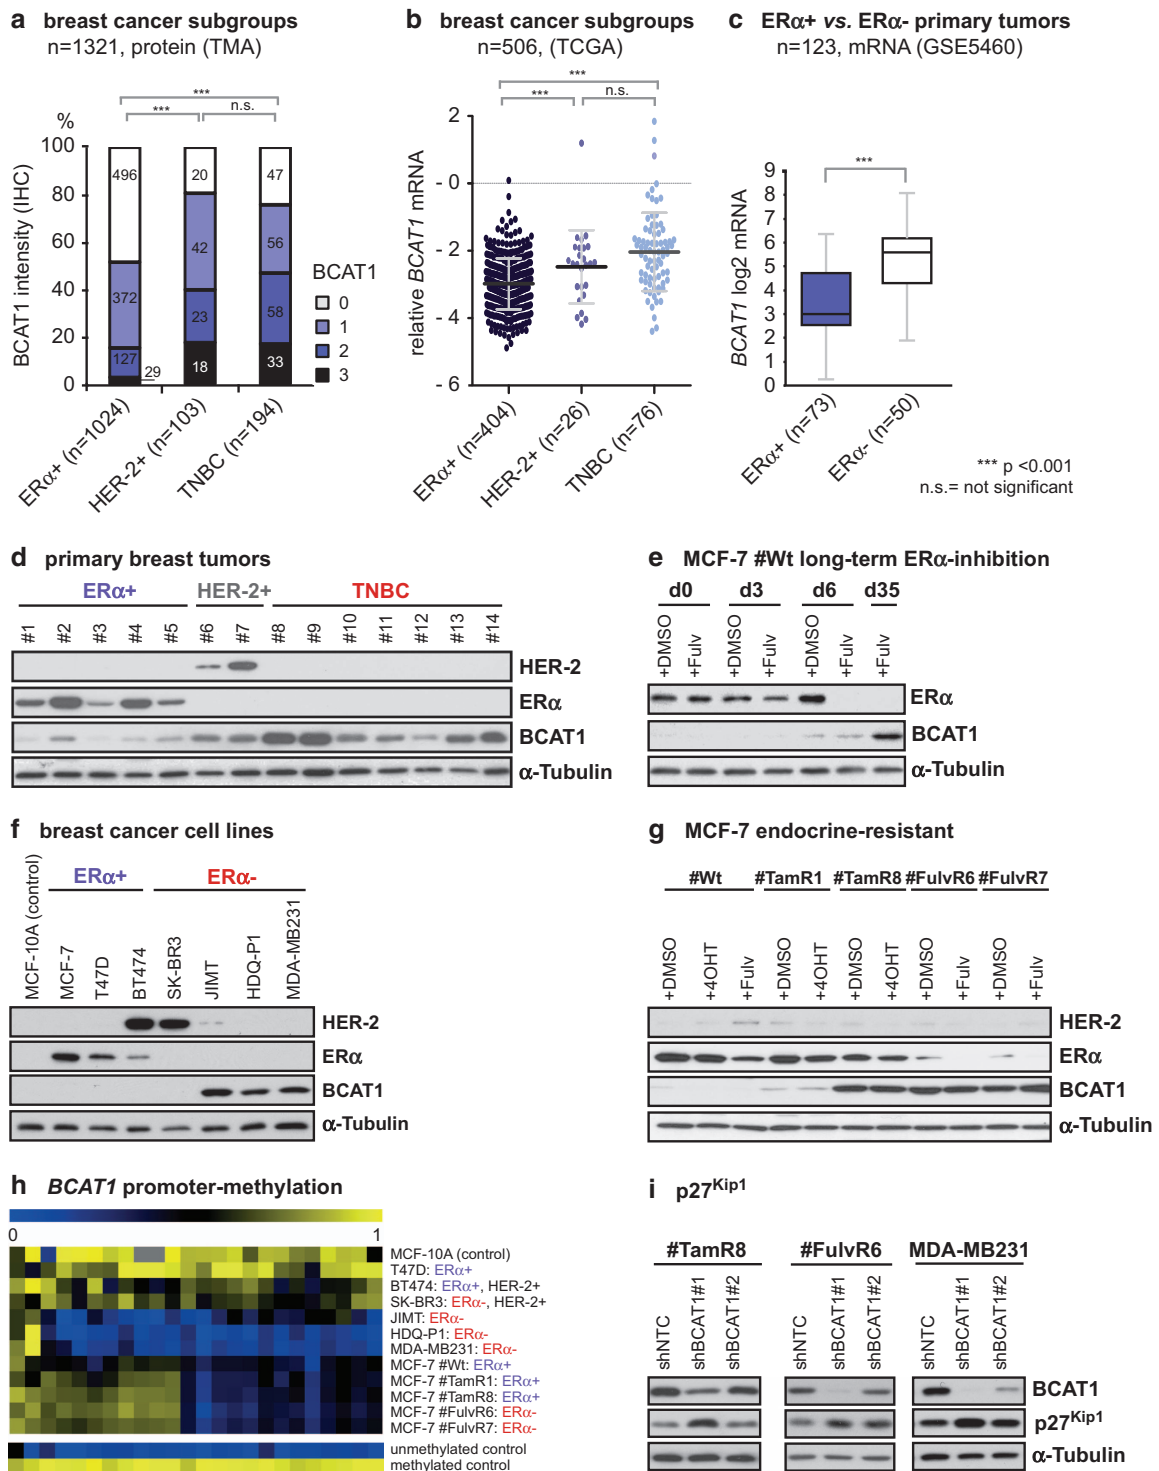 a breast cancer subgroups
n=1321, protein (TMA)
***
***
n.s.
%
100
80
60
40
20
0
BCAT1 intensity (IHC)
496
372
127
29
20
42
23
18
47
56
58
33
BCAT1
0
1
2
3
ERα+ (n=1024)
HER-2+ (n=103)
TNBC (n=194)
b breast cancer subgroups
n=506, (TCGA)
***
***
n.s.
2
- 0
- 2
- 4
- 6
relative BCAT1 mRNA
ERα+ (n=404)
HER-2+ (n=26)
TNBC (n=76)
c ERα+ vs. ERα- primary tumors
n=123, mRNA (GSE5460)
***
9
8
7
6
5
4
3
2
1
0
BCAT1 log2 mRNA
ERα+ (n=73)
ERα- (n=50)
*** p <0.001
n.s.= not significant
d primary breast tumors
ERα+ HER-2+ TNBC
#1 #2 #3 #4 #5 #6 #7 #8 #9 #10 #11 #12 #13 #14
HER-2
ERα
BCAT1
α-Tubulin
e MCF-7 #Wt long-term ERα-inhibition
d0 d3 d6 d35
+DMSO +Fulv +DMSO +Fulv +DMSO +Fulv +Fulv
ERα
BCAT1
α-Tubulin
f breast cancer cell lines
ERα+ ERα-
MCF-10A (control) MCF-7 T47D BT474 SK-BR3 JIMT HDQ-P1 MDA-MB231
HER-2
ERα
BCAT1
α-Tubulin
g MCF-7 endocrine-resistant
#Wt #TamR1 #TamR8 #FulvR6 #FulvR7
+DMSO +4OHT +Fulv +DMSO +4OHT +DMSO +4OHT +DMSO +Fulv +DMSO +Fulv
HER-2
ERα
BCAT1
α-Tubulin
h BCAT1 promoter-methylation
0 1
MCF-10A (control)
T47D: ERα+
BT474: ERα+, HER-2+
SK-BR3: ERα-, HER-2+
JIMT: ERα-
HDQ-P1: ERα-
MDA-MB231: ERα-
MCF-7 #Wt: ERα+
MCF-7 #TamR1: ERα+
MCF-7 #TamR8: ERα+
MCF-7 #FulvR6: ERα-
MCF-7 #FulvR7: ERα-
unmethylated control
methylated control
i p27Kip1
#TamR8 #FulvR6 MDA-MB231
shNTC shBCAT1#1 shBCAT1#2 shNTC shBCAT1#1 shBCAT1#2 shNTC shBCAT1#1 shBCAT1#2
BCAT1
p27Kip1
α-Tubulin